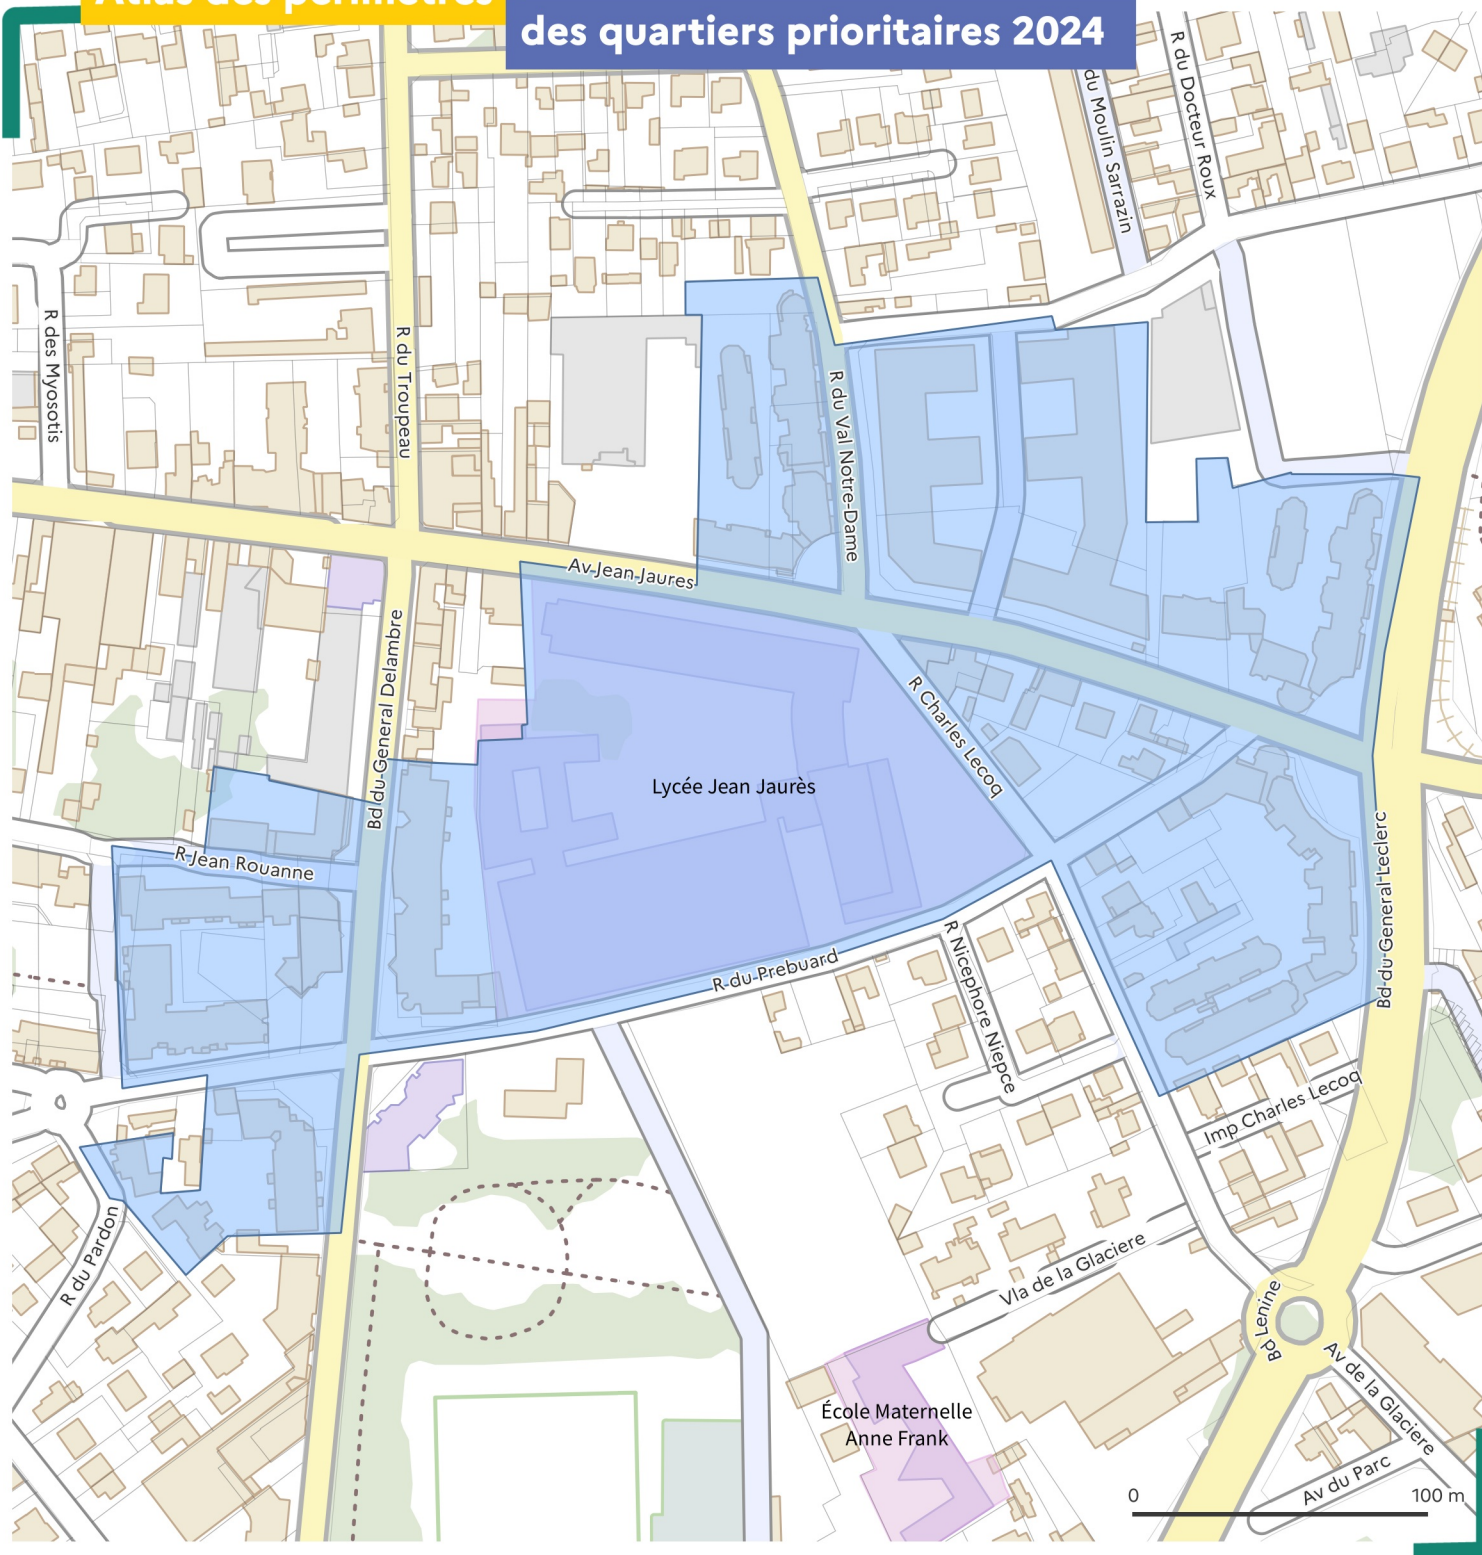 Atlas des périmètres
des quartiers prioritaires 2024
R du Moulin Sarrazin
R du Docteur Roux
R des Myosotis
R du Troupeau
R du Val Notre-Dame
Av Jean Jaures
Bd du General Delambre
R Charles Lecoq
Lycée Jean Jaurès
R Jean Rouanne
Bd du General Leclerc
R du Prebuard
R Nicephore Niepce
Imp Charles Lecoq
R du Pardon
Vla de la Glaciere
Bd Lenine
Av de la Glaciere
École Maternelle
Anne Frank
Av du Parc
0 100 m